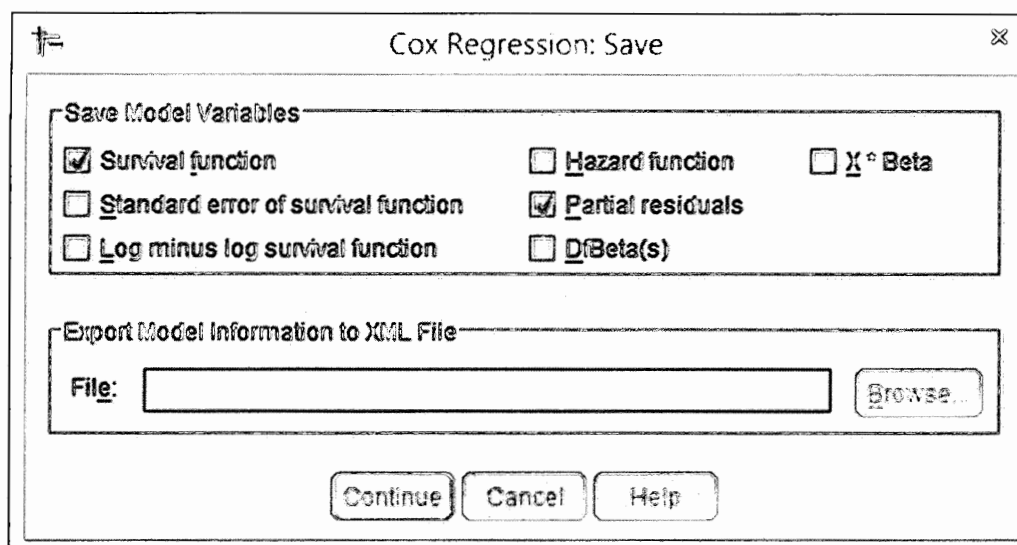 Cox Regression: Save
Save Model Variables
Survival function
Hazard function
X * Beta
Standard error of survival function
Partial residuals
Log minus log survival function
DfBeta(s)
Export Model Information to XML File
File:
Browse...
Continue
Cancel
Help